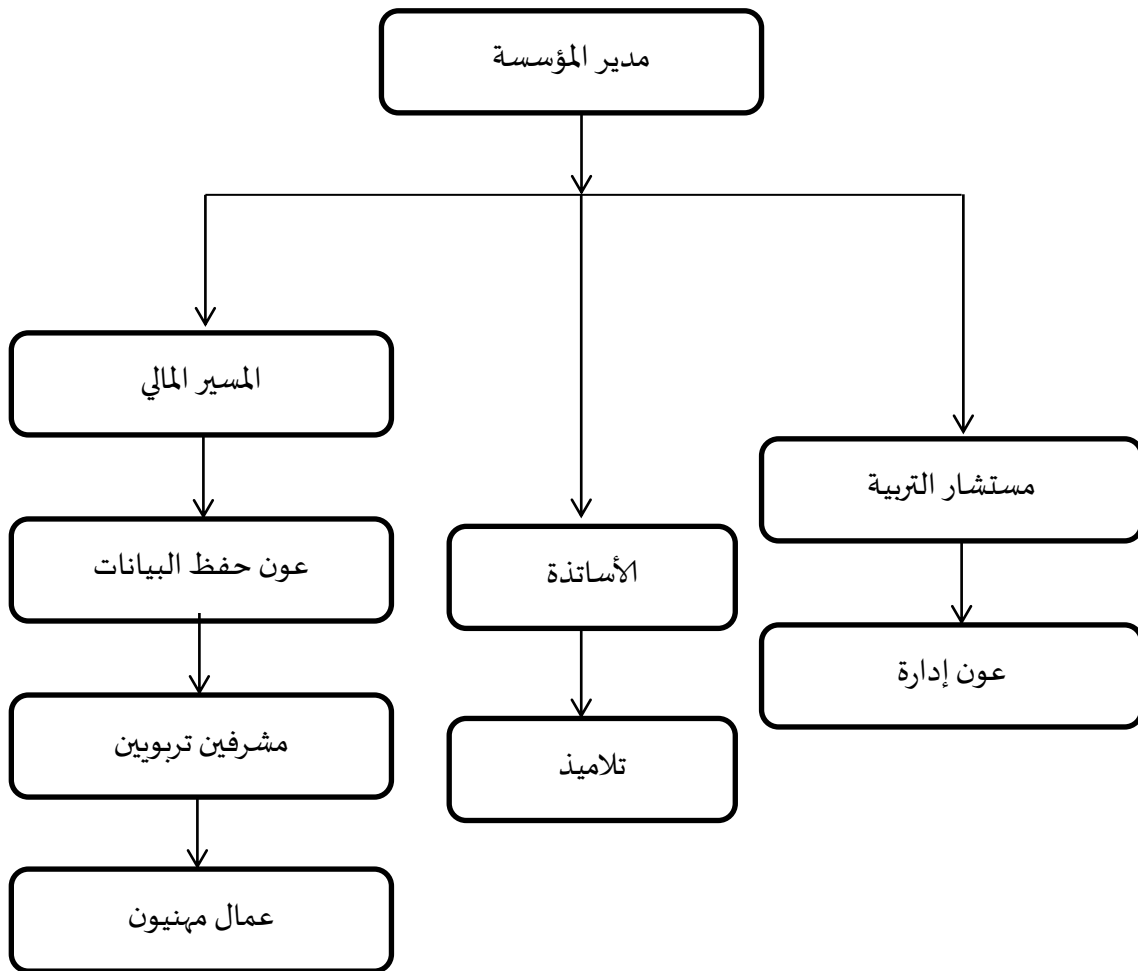 مدير المؤسسة
المسير المالي
مستشار التربية
عون حفظ البيانات
الأساتذة
عون إدارة
مشرفين تربويين
تلاميذ
عمال مهنيون